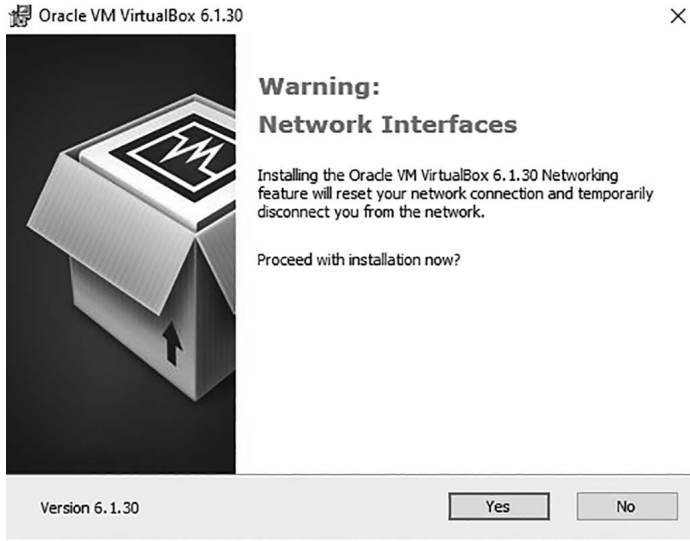 Oracle VM VirtualBox 6.1.30
Warning:
Network Interfaces
Installing the Oracle VM VirtualBox 6.1.30 Networking
feature will reset your network connection and temporarily
disconnect you from the network.
Proceed with installation now?
Version 6.1.30
Yes
No